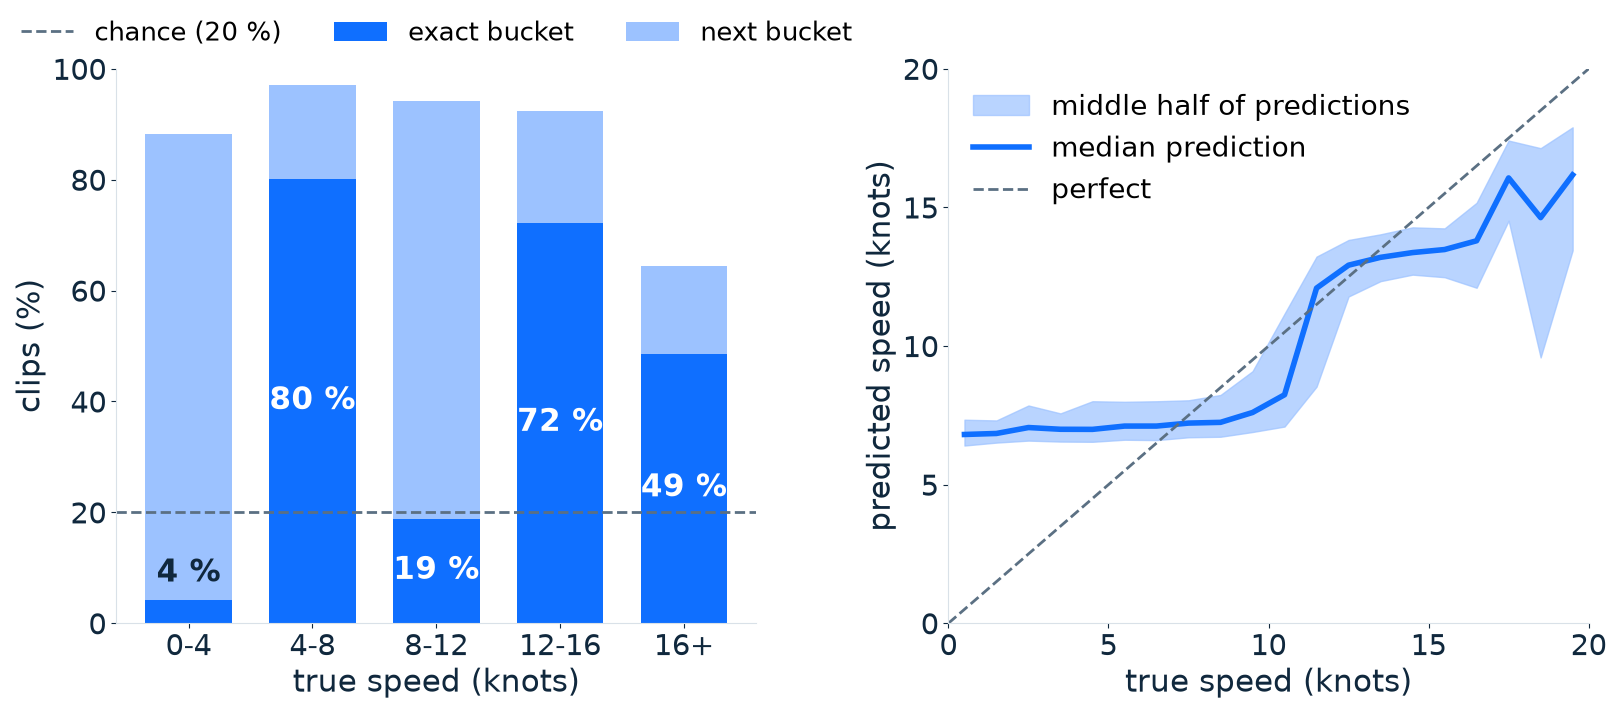 chance (20 %) exact bucket next bucket
100
80
60
40
20
0
clips (%)
4 %
80 %
19 %
72 %
49 %
0-4 4-8 8-12 12-16 16+
true speed (knots)
20
15
10
5
0
predicted speed (knots)
middle half of predictions
median prediction
perfect
0 5 10 15 20
true speed (knots)